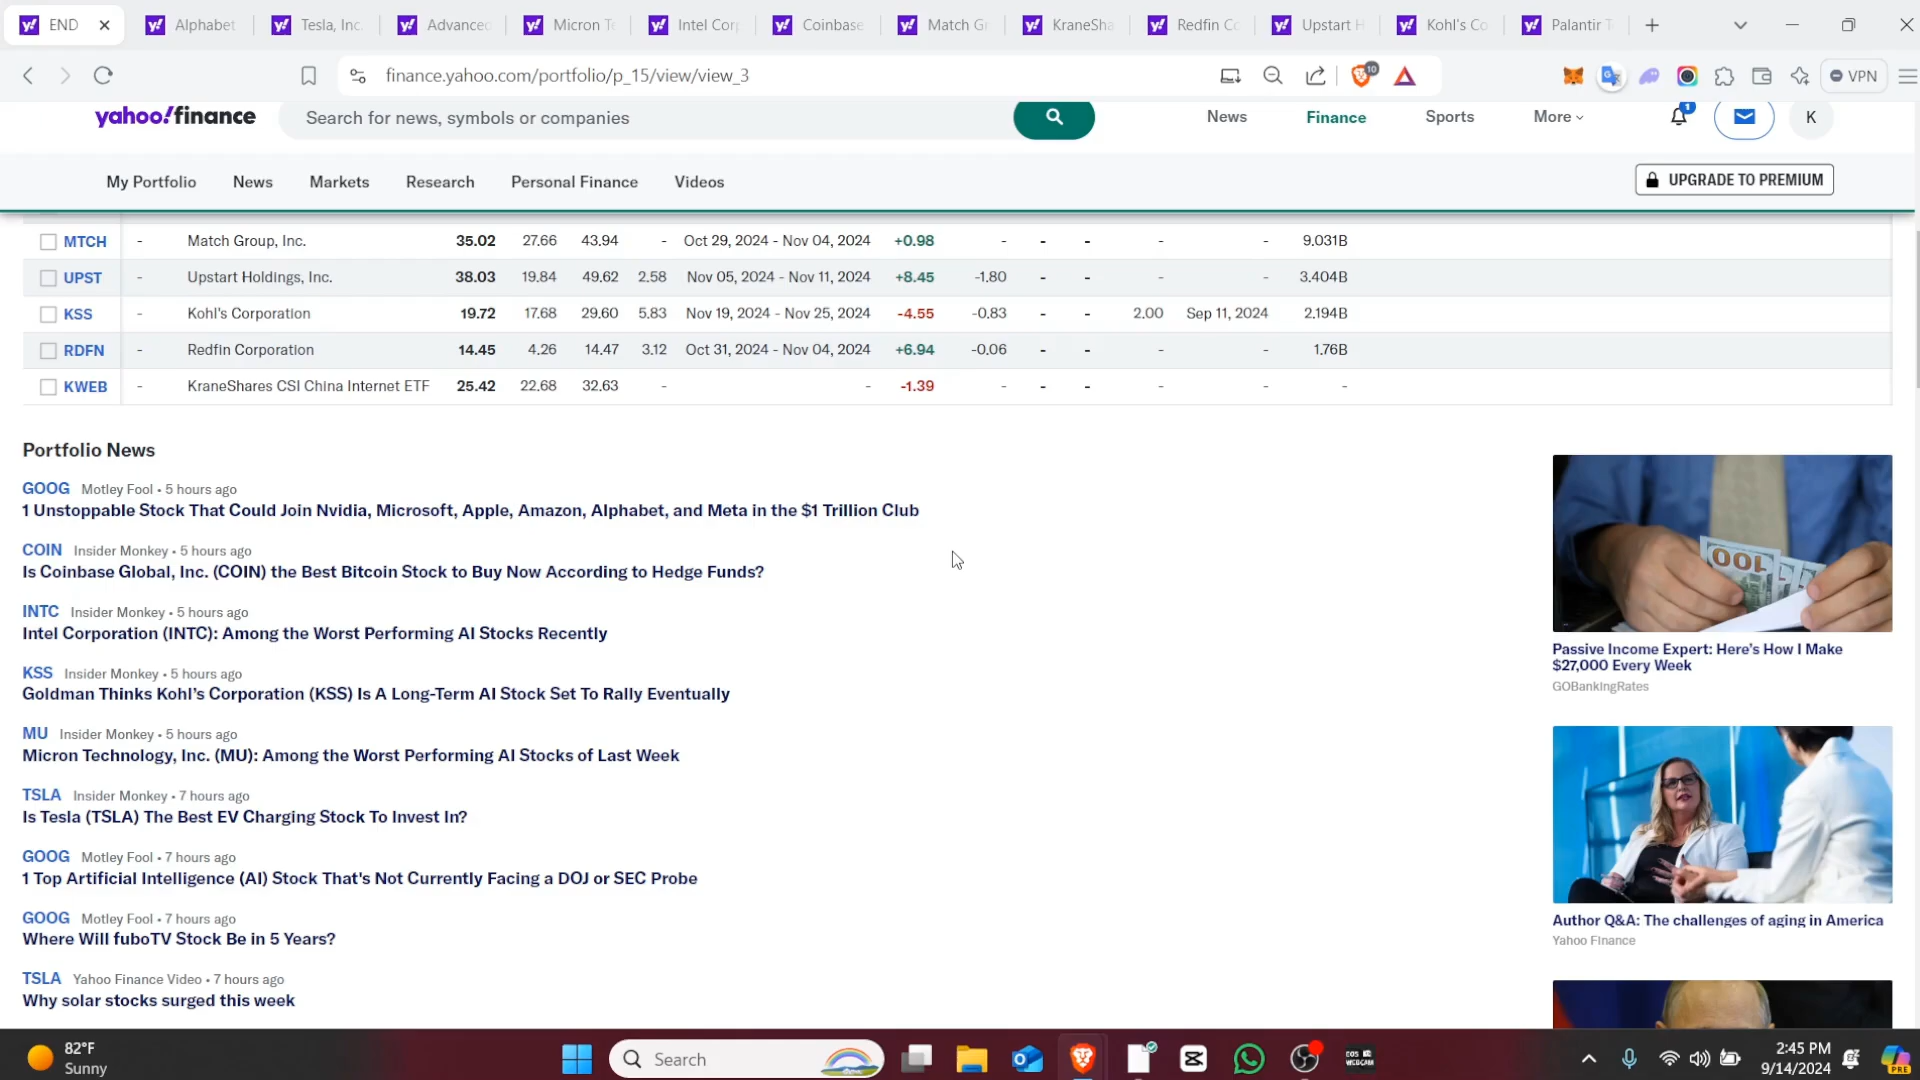 END
Alphabet
Tesla, Inc.
Advanced
Micron Te
Intel Corp
Coinbase
Match Gr
KraneSha
Redfin Co
Upstart H
Kohl's Co
Palantir T
finance.yahoo.com/portfolio/p_15/view/view_3
10
VPN
yahoo!finance
Search for news, symbols or companies
News
Finance
Sports
More
1
K
My Portfolio
News
Markets
Research
Personal Finance
Videos
UPGRADE TO PREMIUM
MTCH - Match Group, Inc. 35.02 27.66 43.94 - Oct 29, 2024 - Nov 04, 2024 +0.98 - - - - - 9.031B
UPST - Upstart Holdings, Inc. 38.03 19.84 49.62 2.58 Nov 05, 2024 - Nov 11, 2024 +8.45 -1.80 - - - - 3.404B
KSS - Kohl's Corporation 19.72 17.68 29.60 5.83 Nov 19, 2024 - Nov 25, 2024 -4.55 -0.83 - - 2.00 Sep 11, 2024 2.194B
RDFN - Redfin Corporation 14.45 4.26 14.47 3.12 Oct 31, 2024 - Nov 04, 2024 +6.94 -0.06 - - - - 1.76B
KWEB - KraneShares CSI China Internet ETF 25.42 22.68 32.63 - - -1.39 - - - - - -
Portfolio News
GOOG Motley Fool • 5 hours ago
1 Unstoppable Stock That Could Join Nvidia, Microsoft, Apple, Amazon, Alphabet, and Meta in the $1 Trillion Club
COIN Insider Monkey • 5 hours ago
Is Coinbase Global, Inc. (COIN) the Best Bitcoin Stock to Buy Now According to Hedge Funds?
INTC Insider Monkey • 5 hours ago
Intel Corporation (INTC): Among the Worst Performing AI Stocks Recently
KSS Insider Monkey • 5 hours ago
Goldman Thinks Kohl's Corporation (KSS) Is A Long-Term AI Stock Set To Rally Eventually
MU Insider Monkey • 5 hours ago
Micron Technology, Inc. (MU): Among the Worst Performing AI Stocks of Last Week
TSLA Insider Monkey • 7 hours ago
Is Tesla (TSLA) The Best EV Charging Stock To Invest In?
GOOG Motley Fool • 7 hours ago
1 Top Artificial Intelligence (AI) Stock That's Not Currently Facing a DOJ or SEC Probe
GOOG Motley Fool • 7 hours ago
Where Will fuboTV Stock Be in 5 Years?
TSLA Yahoo Finance Video • 7 hours ago
Why solar stocks surged this week
100
Passive Income Expert: Here's How I Make
$27,000 Every Week
GOBankingRates
Author Q&A: The challenges of aging in America
Yahoo Finance
82°F
Sunny
Search
2:45 PM
9/14/2024
PRE